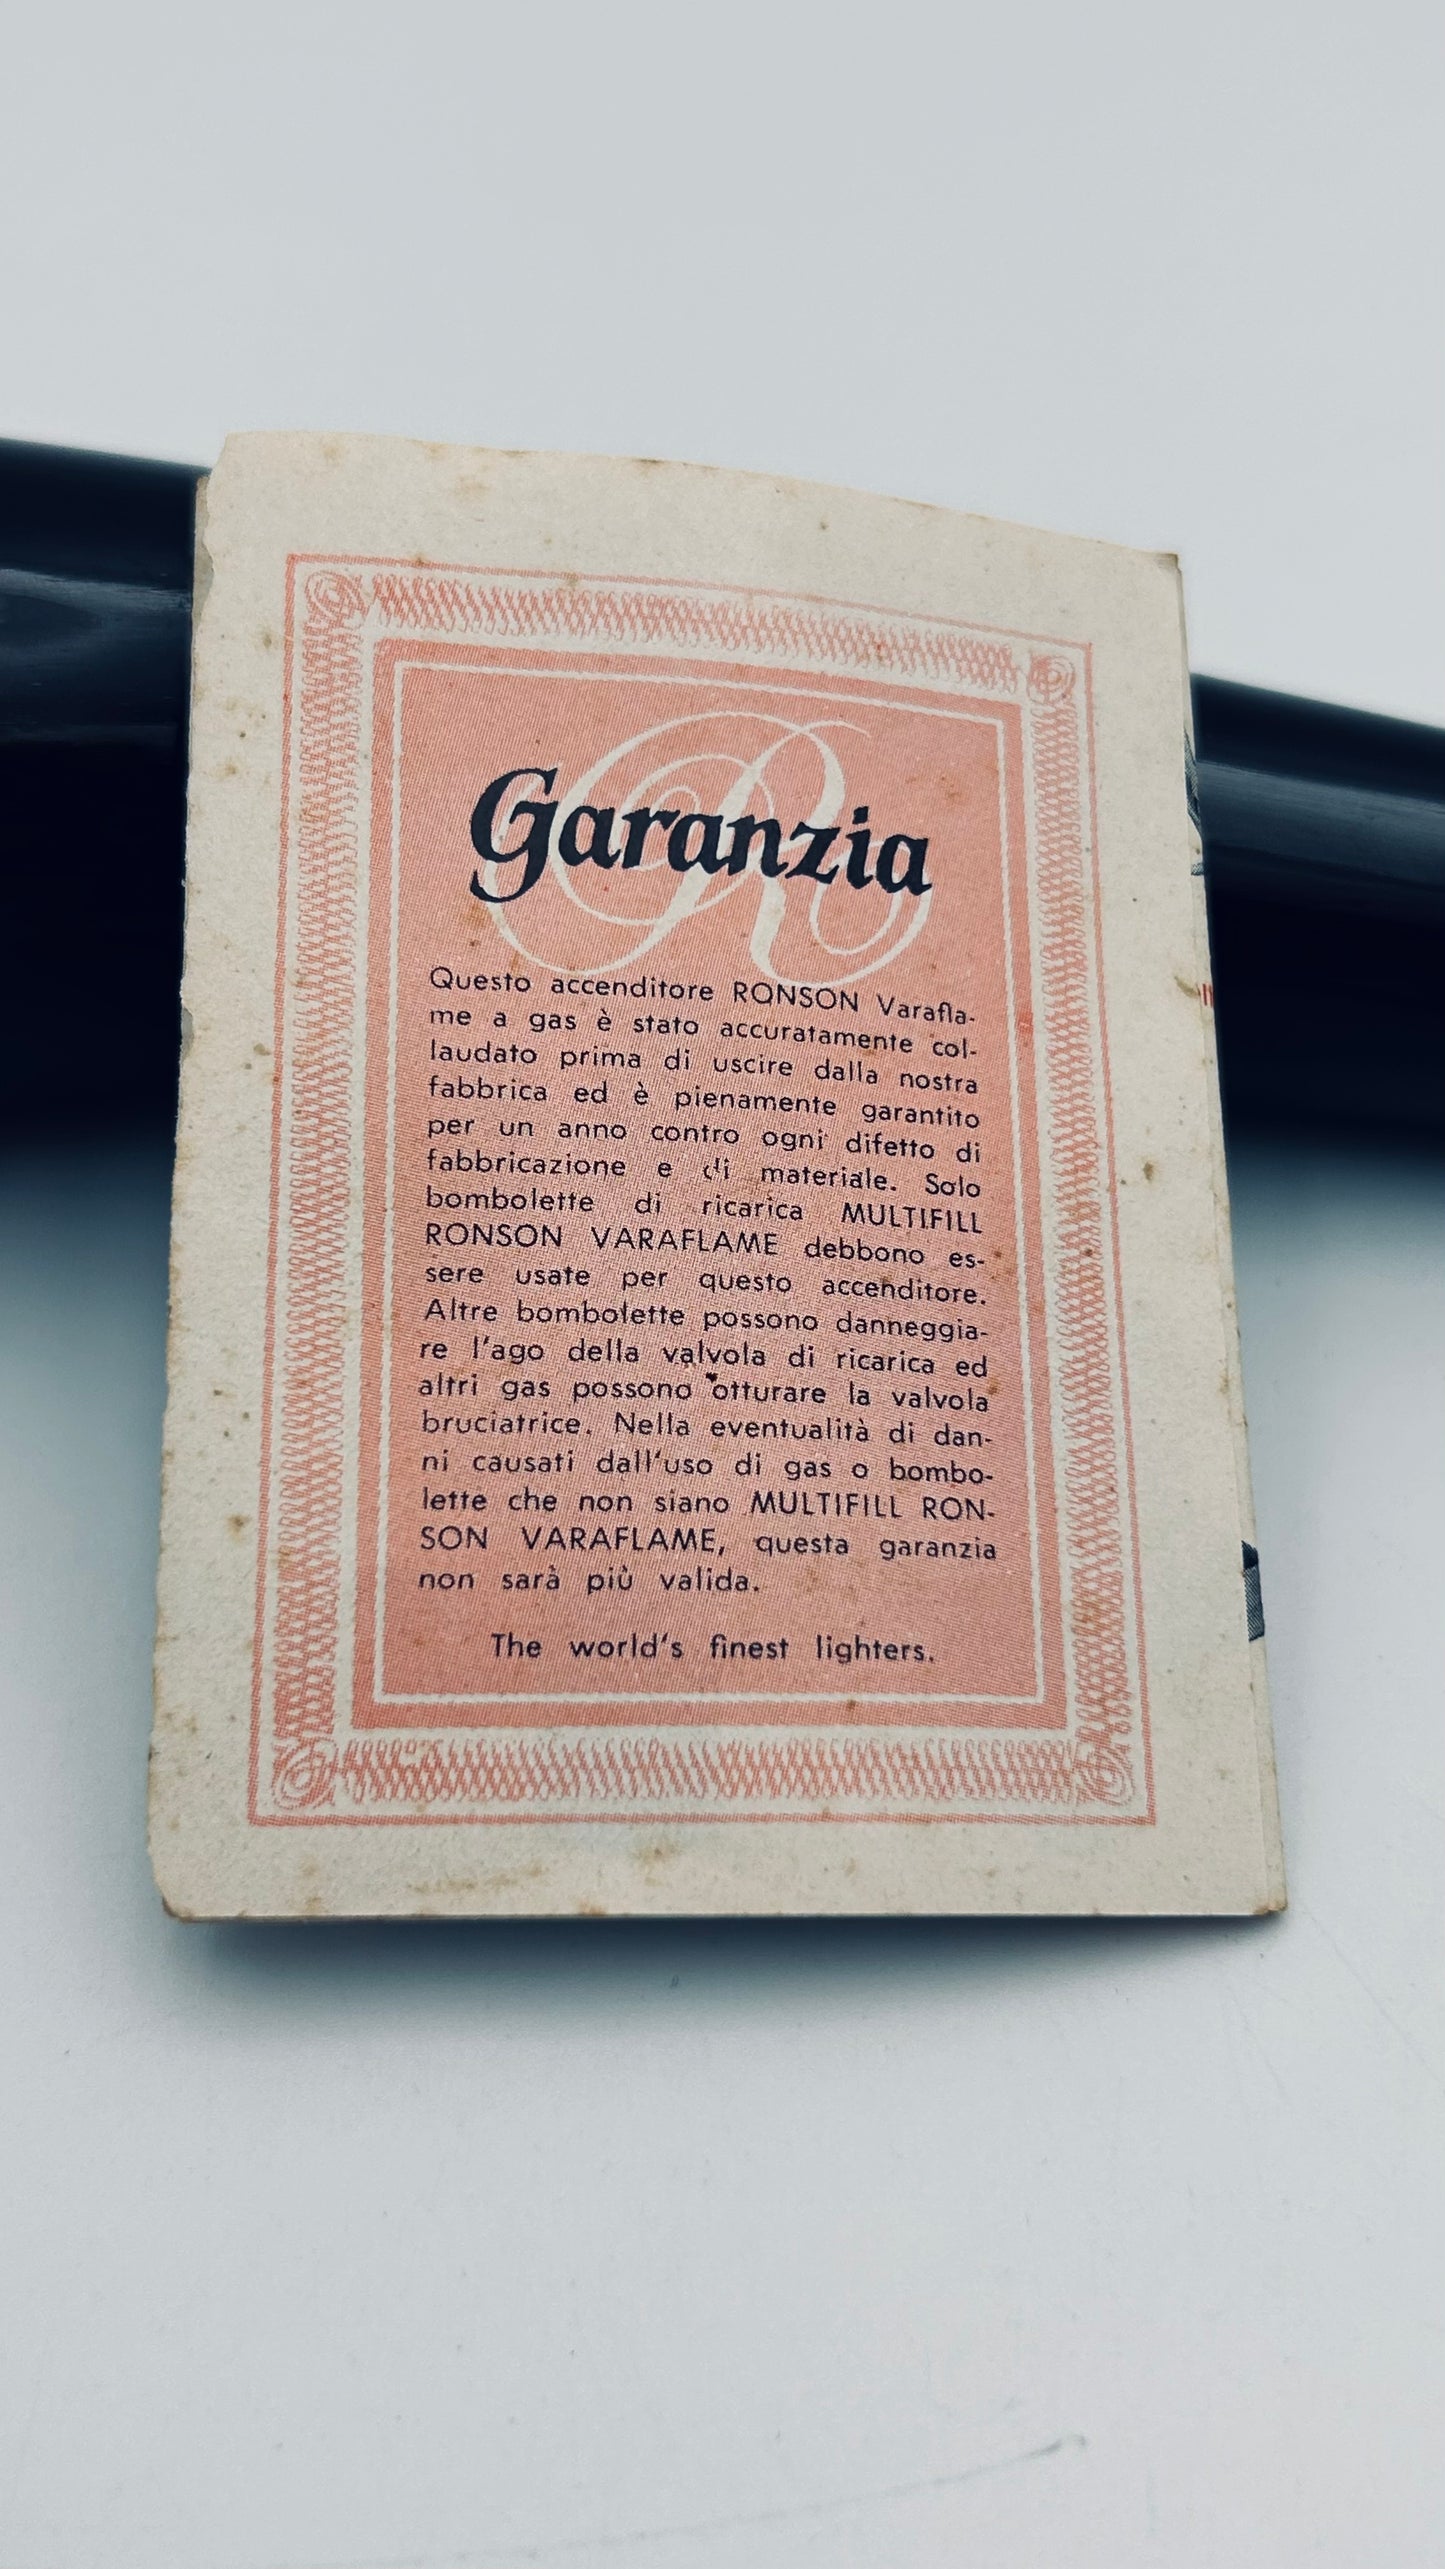 Garanzia
Questo accenditore RONSON Varafla-
me a gas è stato accuratamente col-
laudato prima di uscire dalla nostra
fabbrica ed è pienamente garantito
per un anno contro ogni difetto di
fabbricazione e di materiale. Solo
bombolette di ricarica MULTIFILL
RONSON VARAFLAME debbono es-
sere usate per questo accenditore.
Altre bombolette possono danneggia-
re l'ago della valvola di ricarica ed
altri gas possono otturare la valvola
bruciatrice. Nella eventualità di dan-
ni causati dall'uso di gas o bombo-
lette che non siano MULTIFILL RON-
SON VARAFLAME, questa garanzia
non sarà più valida.
The world's finest lighters.